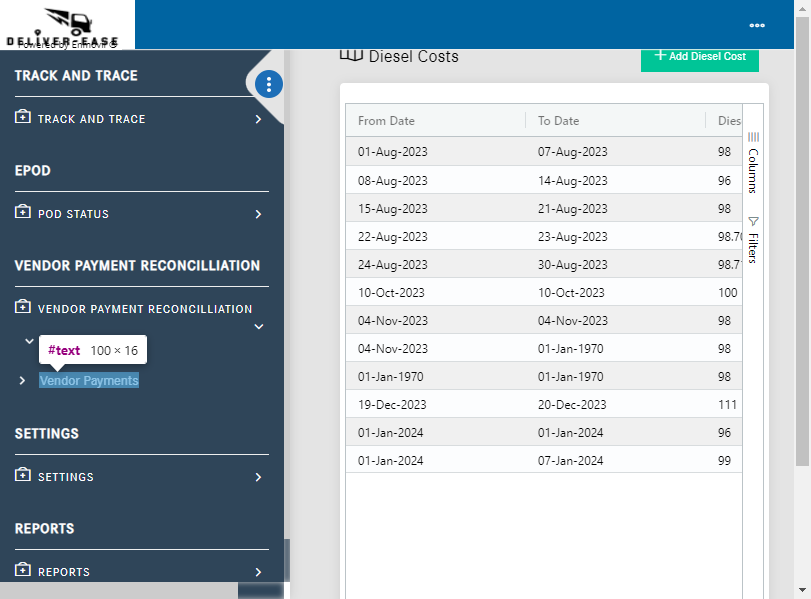 DELIVER-EASE
Powered by Enmovil ©
TRACK AND TRACE
TRACK AND TRACE
EPOD
POD STATUS
VENDOR PAYMENT RECONCILLIATION
VENDOR PAYMENT RECONCILLIATION
#text 100 × 16
Vendor Payments
SETTINGS
SETTINGS
REPORTS
REPORTS
Diesel Costs
+ Add Diesel Cost
From Date To Date Dies
01-Aug-2023 07-Aug-2023 98
08-Aug-2023 14-Aug-2023 96
15-Aug-2023 21-Aug-2023 98
22-Aug-2023 23-Aug-2023 98.70
24-Aug-2023 30-Aug-2023 98.7
10-Oct-2023 10-Oct-2023 100
04-Nov-2023 04-Nov-2023 98
04-Nov-2023 01-Jan-1970 98
01-Jan-1970 01-Jan-1970 98
19-Dec-2023 20-Dec-2023 111
01-Jan-2024 01-Jan-2024 96
01-Jan-2024 07-Jan-2024 99
Columns
Filters